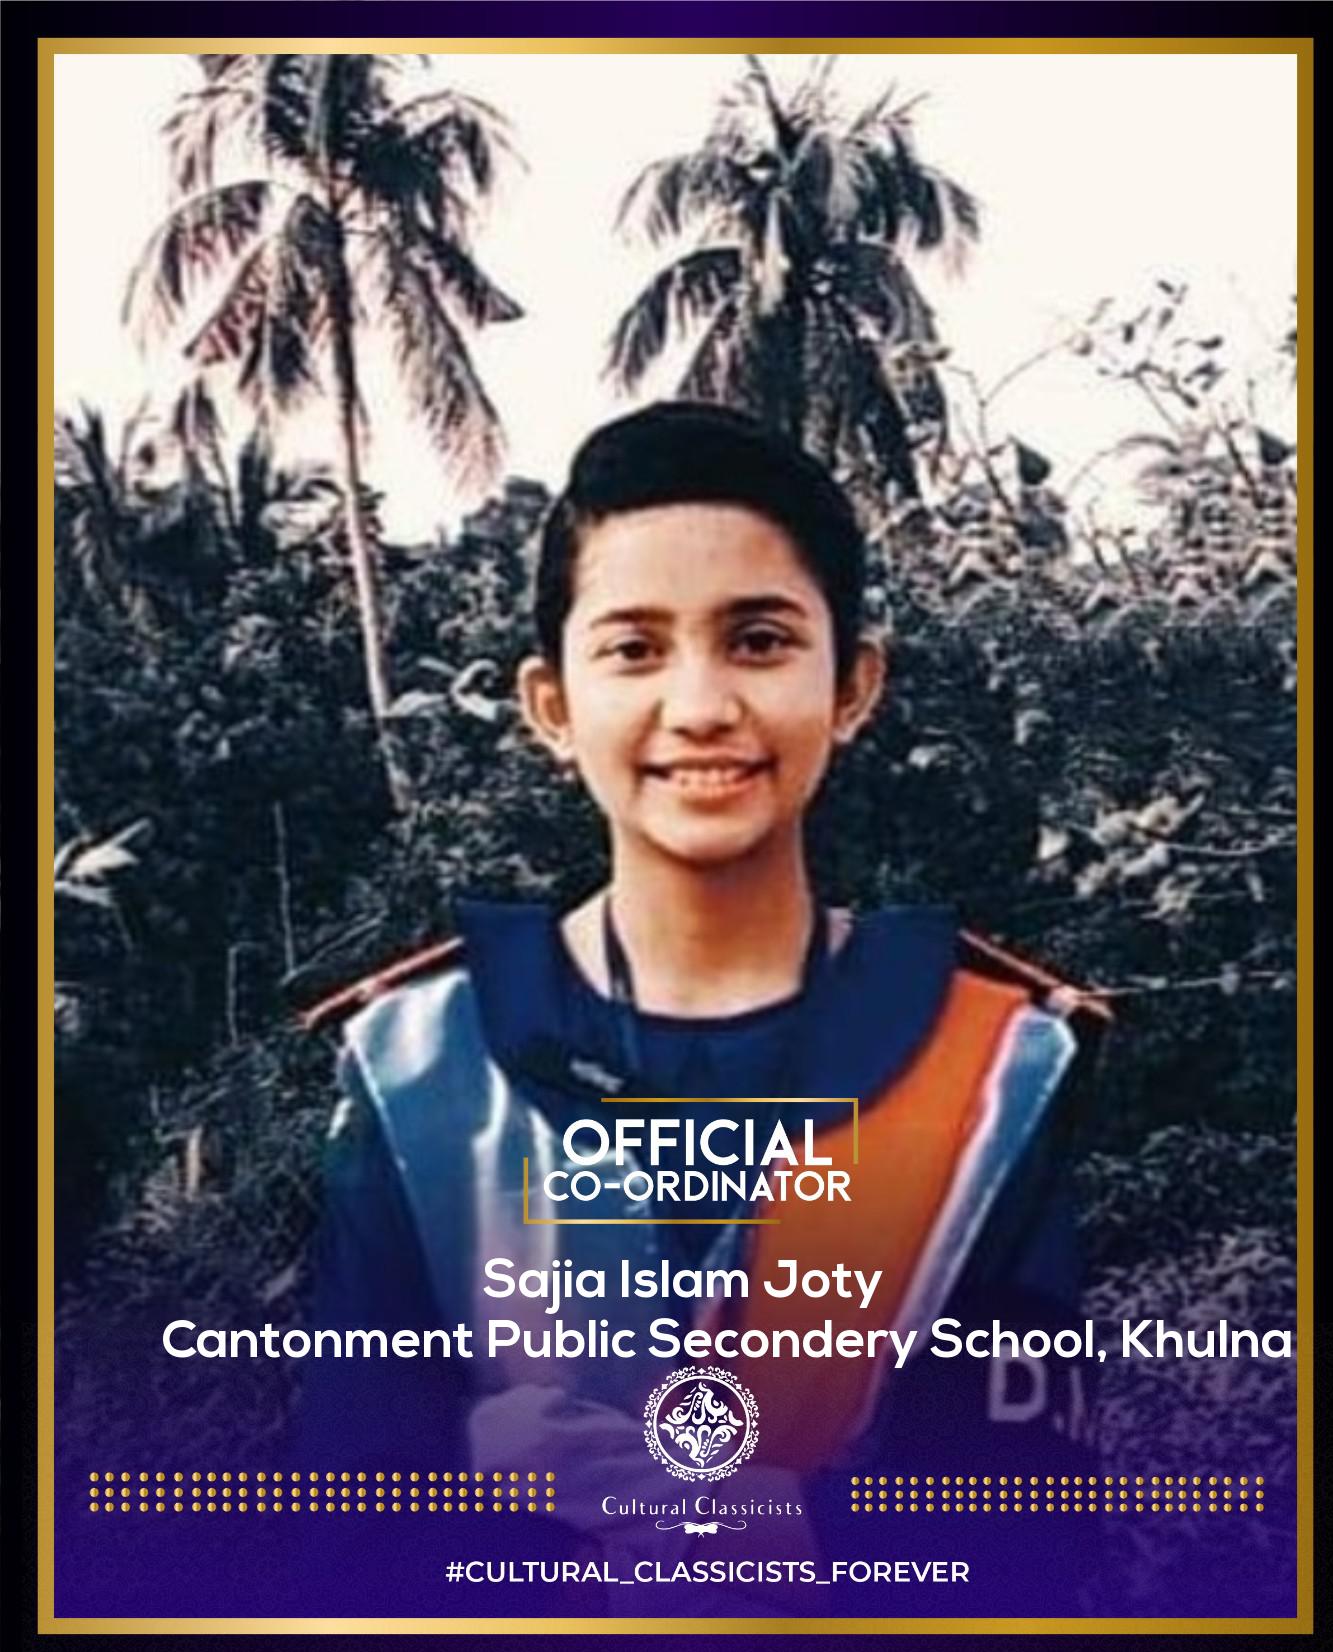 OFFICIAL
CO-ORDINATOR
Sajia Islam Joty
Cantonment Public Secondery School, Khulna
D.
Cultural Classicists
#CULTURAL_CLASSICISTS_FOREVER